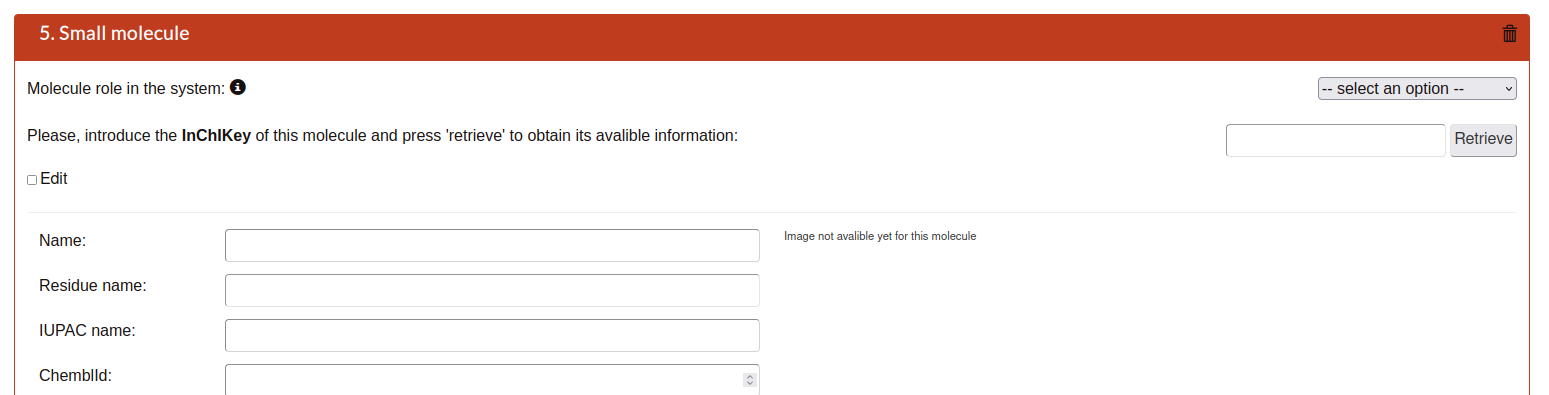 5. Small molecule
Molecule role in the system:
-- select an option --
Please, introduce the InChIKey of this molecule and press 'retrieve' to obtain its avalible information:
Retrieve
Edit
Name:
Image not avalible yet for this molecule
Residue name:
IUPAC name:
ChemblId: